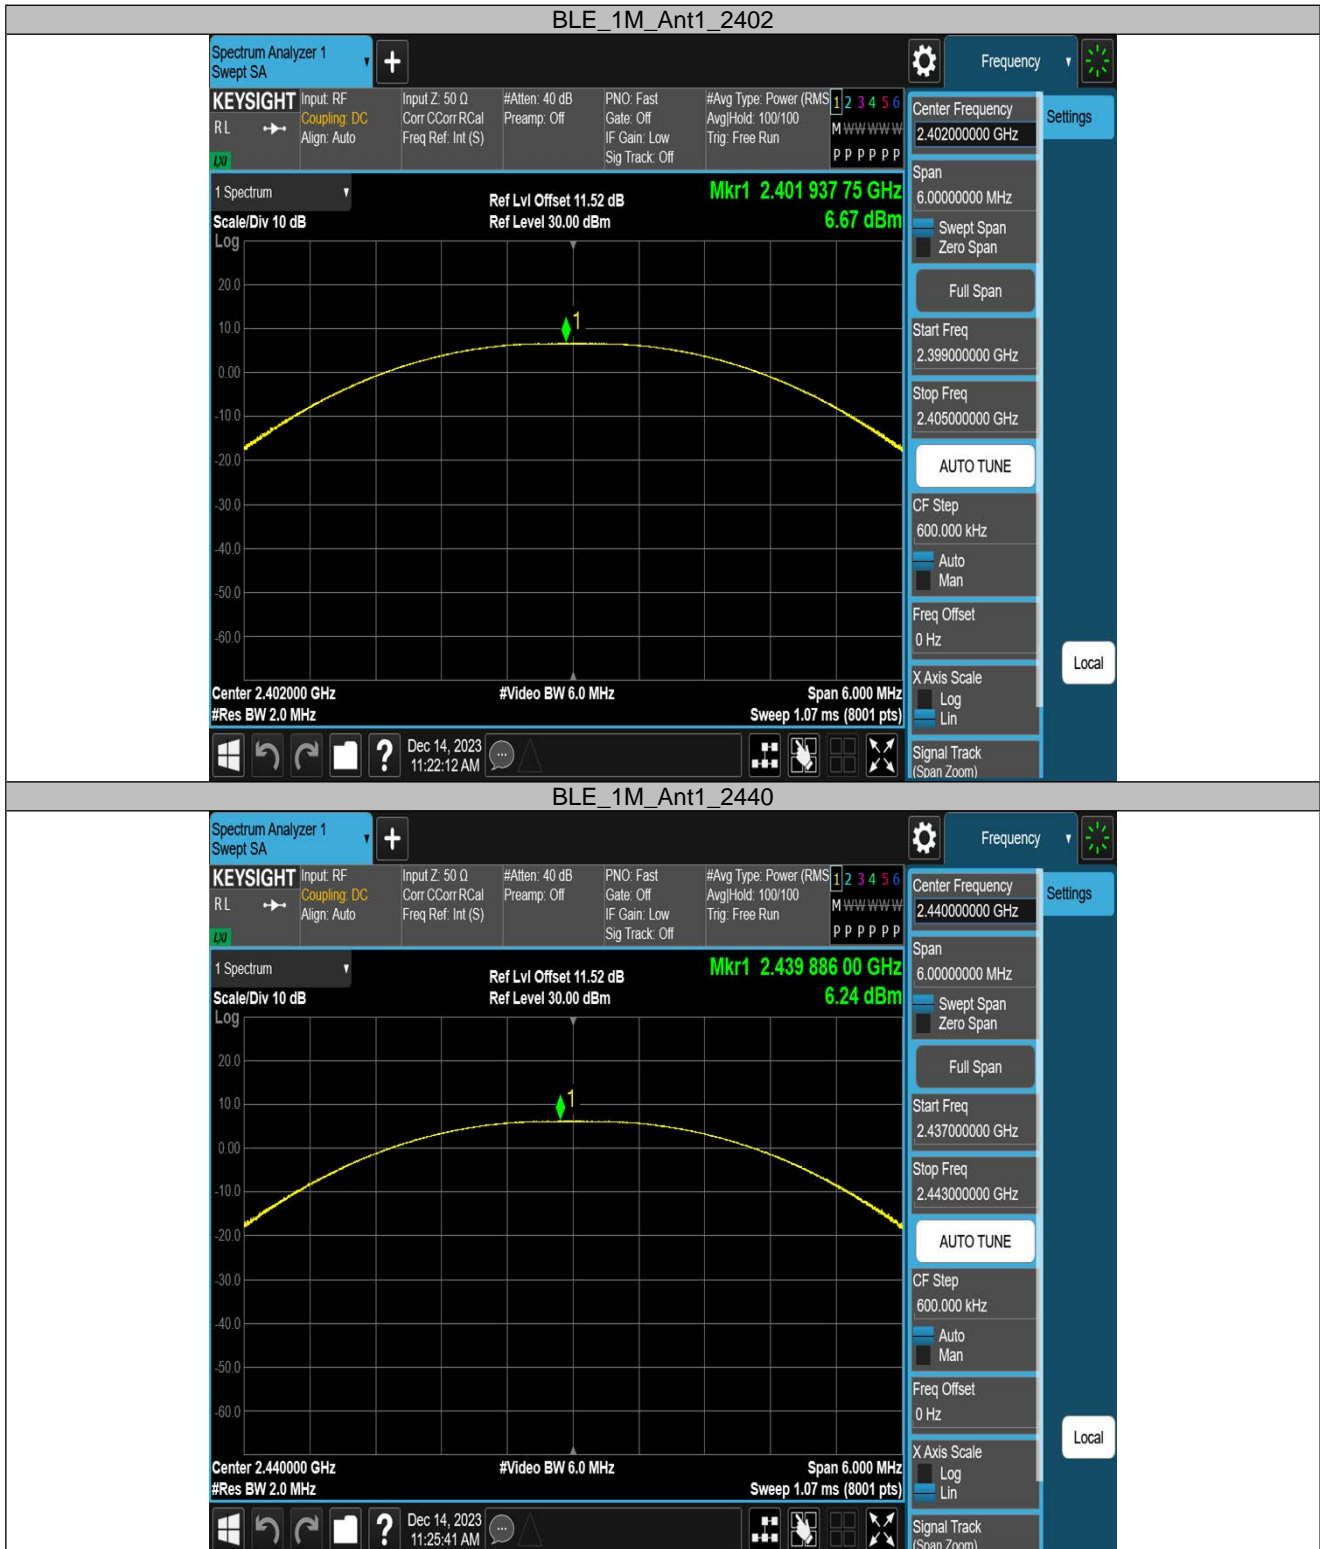 BLE_1M_Ant1_2402
Spectrum Analyzer 1
Swept SA
Frequency
KEYSIGHT
RL
LXI
Input: RF
Coupling: DC
Align: Auto
Input Z: 50 Ω
Corr CCorr RCal
Freq Ref: Int (S)
#Atten: 40 dB
Preamp: Off
PNO: Fast
Gate: Off
IF Gain: Low
Sig Track: Off
#Avg Type: Power (RMS
Avg|Hold: 100/100
Trig: Free Run
1 2 3 4 5 6
M W W W W W
P P P P P P
1 Spectrum
Scale/Div 10 dB
Ref Lvl Offset 11.52 dB
Ref Level 30.00 dBm
Mkr1 2.401 937 75 GHz
6.67 dBm
Log
20.0
10.0
0.00
-10.0
-20.0
-30.0
-40.0
-50.0
-60.0
1
Center 2.402000 GHz
#Res BW 2.0 MHz
#Video BW 6.0 MHz
Span 6.000 MHz
Sweep 1.07 ms (8001 pts)
Dec 14, 2023
11:22:12 AM
Center Frequency
2.402000000 GHz
Span
6.00000000 MHz
Swept Span
Zero Span
Full Span
Start Freq
2.399000000 GHz
Stop Freq
2.405000000 GHz
AUTO TUNE
CF Step
600.000 kHz
Auto
Man
Freq Offset
0 Hz
X Axis Scale
Log
Lin
Signal Track
(Span Zoom)
Settings
Local
BLE_1M_Ant1_2440
Spectrum Analyzer 1
Swept SA
Frequency
KEYSIGHT
RL
LXI
Input: RF
Coupling: DC
Align: Auto
Input Z: 50 Ω
Corr CCorr RCal
Freq Ref: Int (S)
#Atten: 40 dB
Preamp: Off
PNO: Fast
Gate: Off
IF Gain: Low
Sig Track: Off
#Avg Type: Power (RMS
Avg|Hold: 100/100
Trig: Free Run
1 2 3 4 5 6
M W W W W W
P P P P P P
1 Spectrum
Scale/Div 10 dB
Ref Lvl Offset 11.52 dB
Ref Level 30.00 dBm
Mkr1 2.439 886 00 GHz
6.24 dBm
Log
20.0
10.0
0.00
-10.0
-20.0
-30.0
-40.0
-50.0
-60.0
1
Center 2.440000 GHz
#Res BW 2.0 MHz
#Video BW 6.0 MHz
Span 6.000 MHz
Sweep 1.07 ms (8001 pts)
Dec 14, 2023
11:25:41 AM
Center Frequency
2.440000000 GHz
Span
6.00000000 MHz
Swept Span
Zero Span
Full Span
Start Freq
2.437000000 GHz
Stop Freq
2.443000000 GHz
AUTO TUNE
CF Step
600.000 kHz
Auto
Man
Freq Offset
0 Hz
X Axis Scale
Log
Lin
Signal Track
(Span Zoom)
Settings
Local